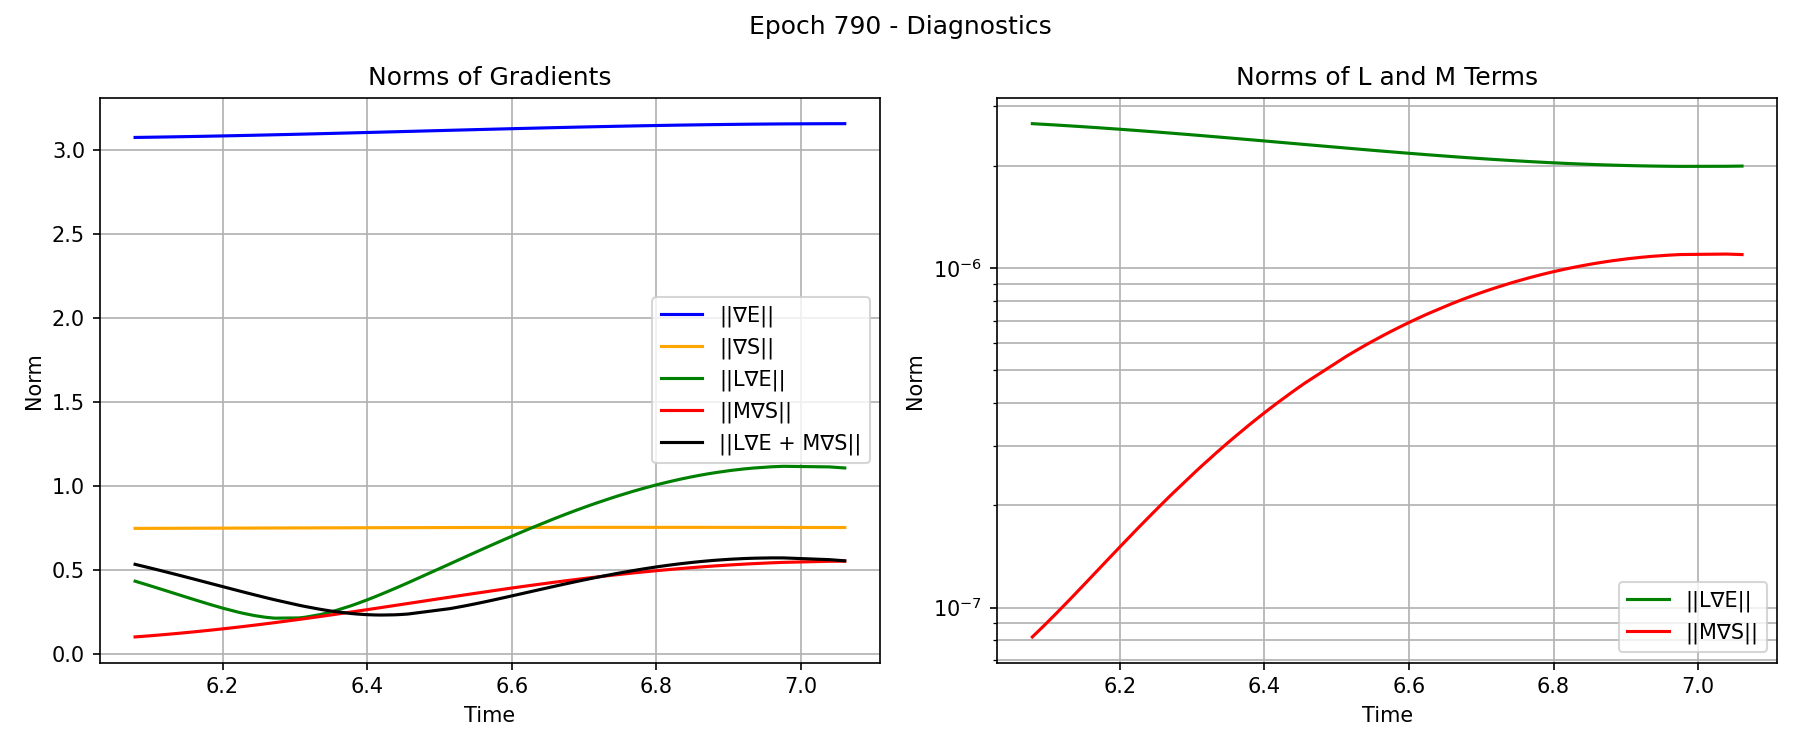 Epoch 790 - Diagnostics
Norms of Gradients
Norm
3.0
2.5
2.0
1.5
1.0
0.5
0.0
||∇E||
||∇S||
||L∇E||
||M∇S||
||L∇E + M∇S||
6.2
6.4
6.6
6.8
7.0
Time
Norms of L and M Terms
Norm
10⁻⁶
10⁻⁷
||L∇E||
||M∇S||
6.2
6.4
6.6
6.8
7.0
Time